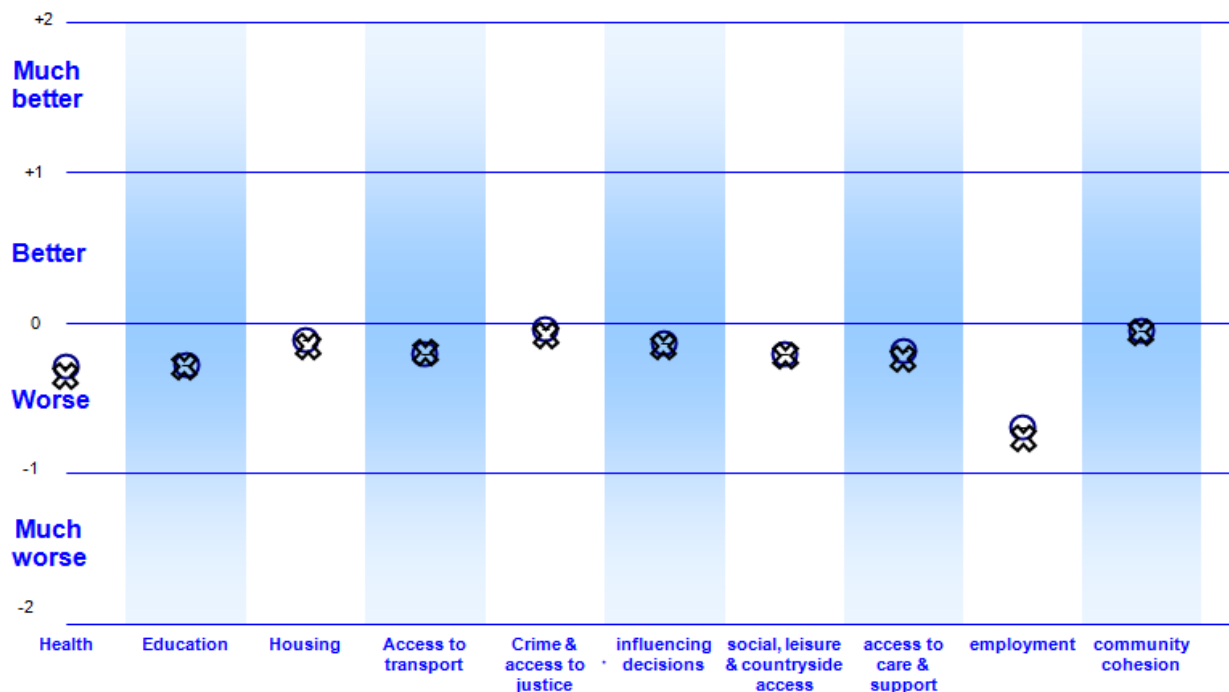 +2
Much
better
+1
Better
0
Worse
-1
Much
worse
-2
Health
Education
Housing
Access to
transport
Crime &
access to
justice
influencing
decisions
social, leisure
& countryside
access
access to
care &
support
employment
community
cohesion